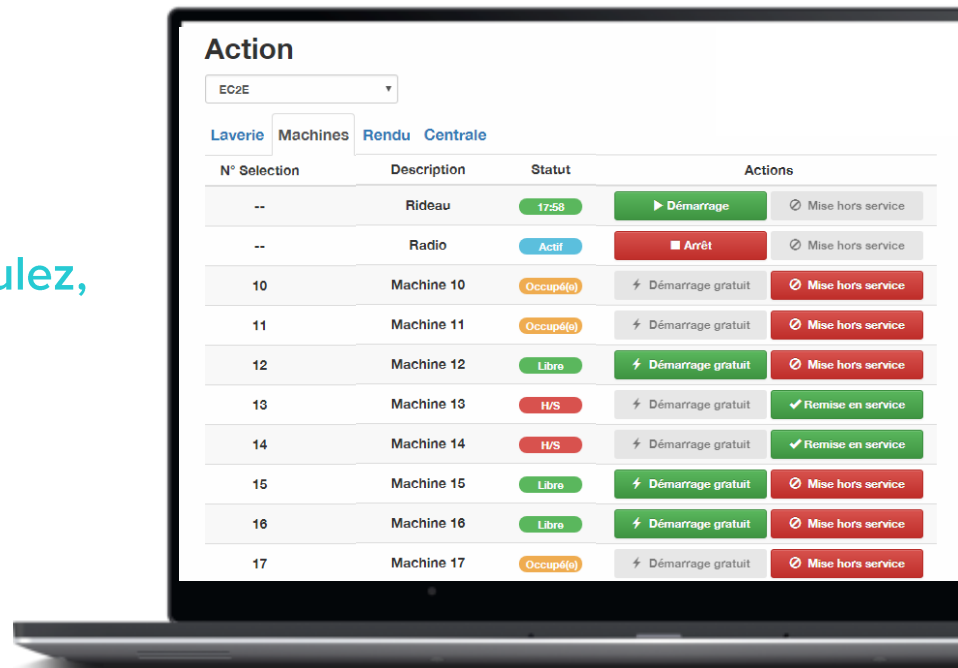 Action
EC2E
Laverie Machines Rendu Centrale
N° Selection Description Statut Actions
-- Rideau 17:58 Démarrage Mise hors service
-- Radio Actif Arrêt Mise hors service
ulez,
10 Machine 10 Occupé(e) Démarrage gratuit Mise hors service
11 Machine 11 Occupé(e) Démarrage gratuit Mise hors service
12 Machine 12 Libre Démarrage gratuit Mise hors service
13 Machine 13 H/S Démarrage gratuit Remise en service
14 Machine 14 H/S Démarrage gratuit Remise en service
15 Machine 15 Libre Démarrage gratuit Mise hors service
16 Machine 16 Libre Démarrage gratuit Mise hors service
17 Machine 17 Occupé(e) Démarrage gratuit Mise hors service